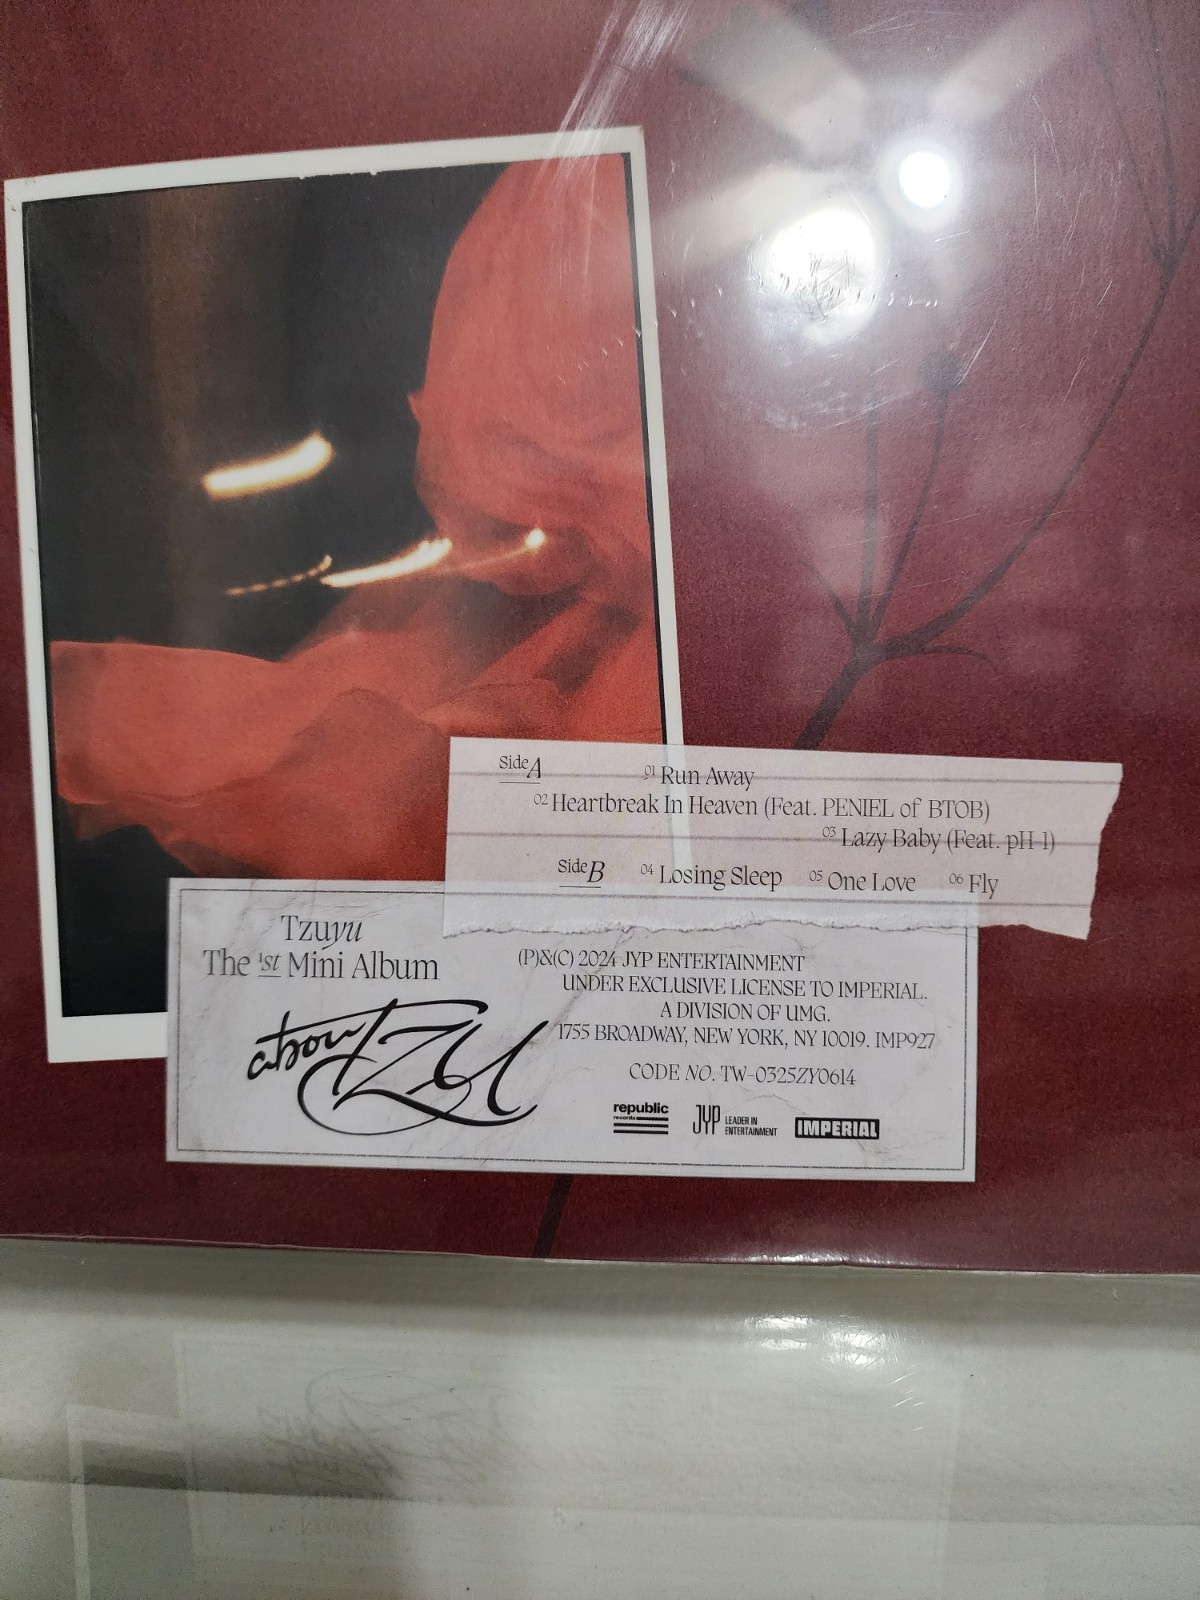 Side A 01 Run Away
02 Heartbreak In Heaven (Feat. PENIEL of BTOB)
03 Lazy Baby (Feat. pH-1)
Side B 04 Losing Sleep 05 One Love 06 Fly
Tzuyu
The 1st Mini Album
abouTZU
(P)&(C) 2024 JYP ENTERTAINMENT
UNDER EXCLUSIVE LICENSE TO IMPERIAL.
A DIVISION OF UMG.
1755 BROADWAY, NEW YORK, NY 10019. IMP927
CODE NO. TW-0325ZY0614
republic
records
JYP LEADER IN
ENTERTAINMENT
IMPERIAL